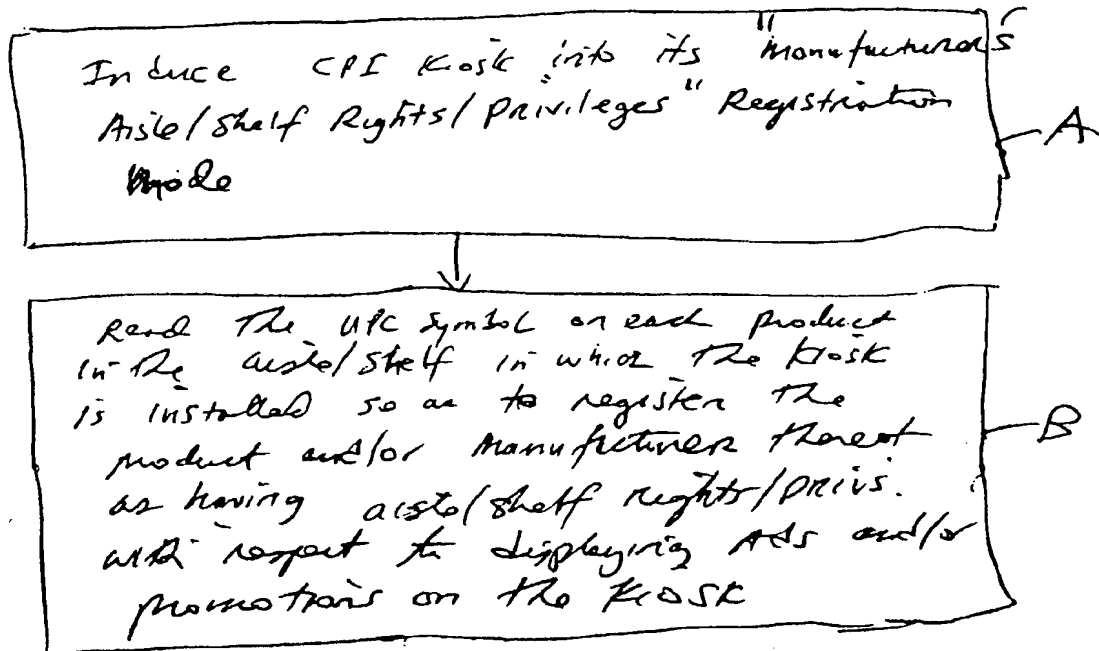 Induce CPI Kiosk into its "Manufacturer's
Aisle/Shelf Rights/Privileges" Registration
Mode
A
Read The UPC Symbol on each product
in the aisle/shelf in which the Kiosk
is installed so as to register the
product and/or Manufacturer thereof
as having aisle/shelf rights/privs.
with respect to displaying Ads and/or
promotions on the Kiosk
B